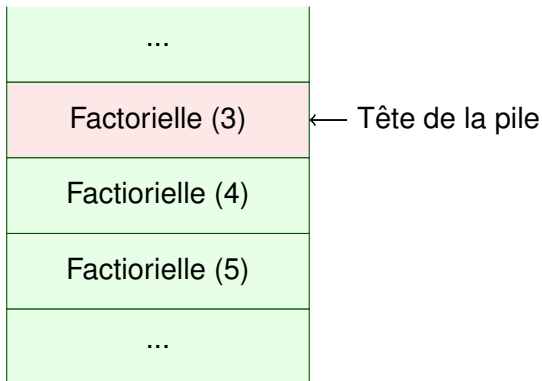 ...
Factorielle (3)
Tête de la pile
Factiorielle (4)
Factiorielle (5)
...